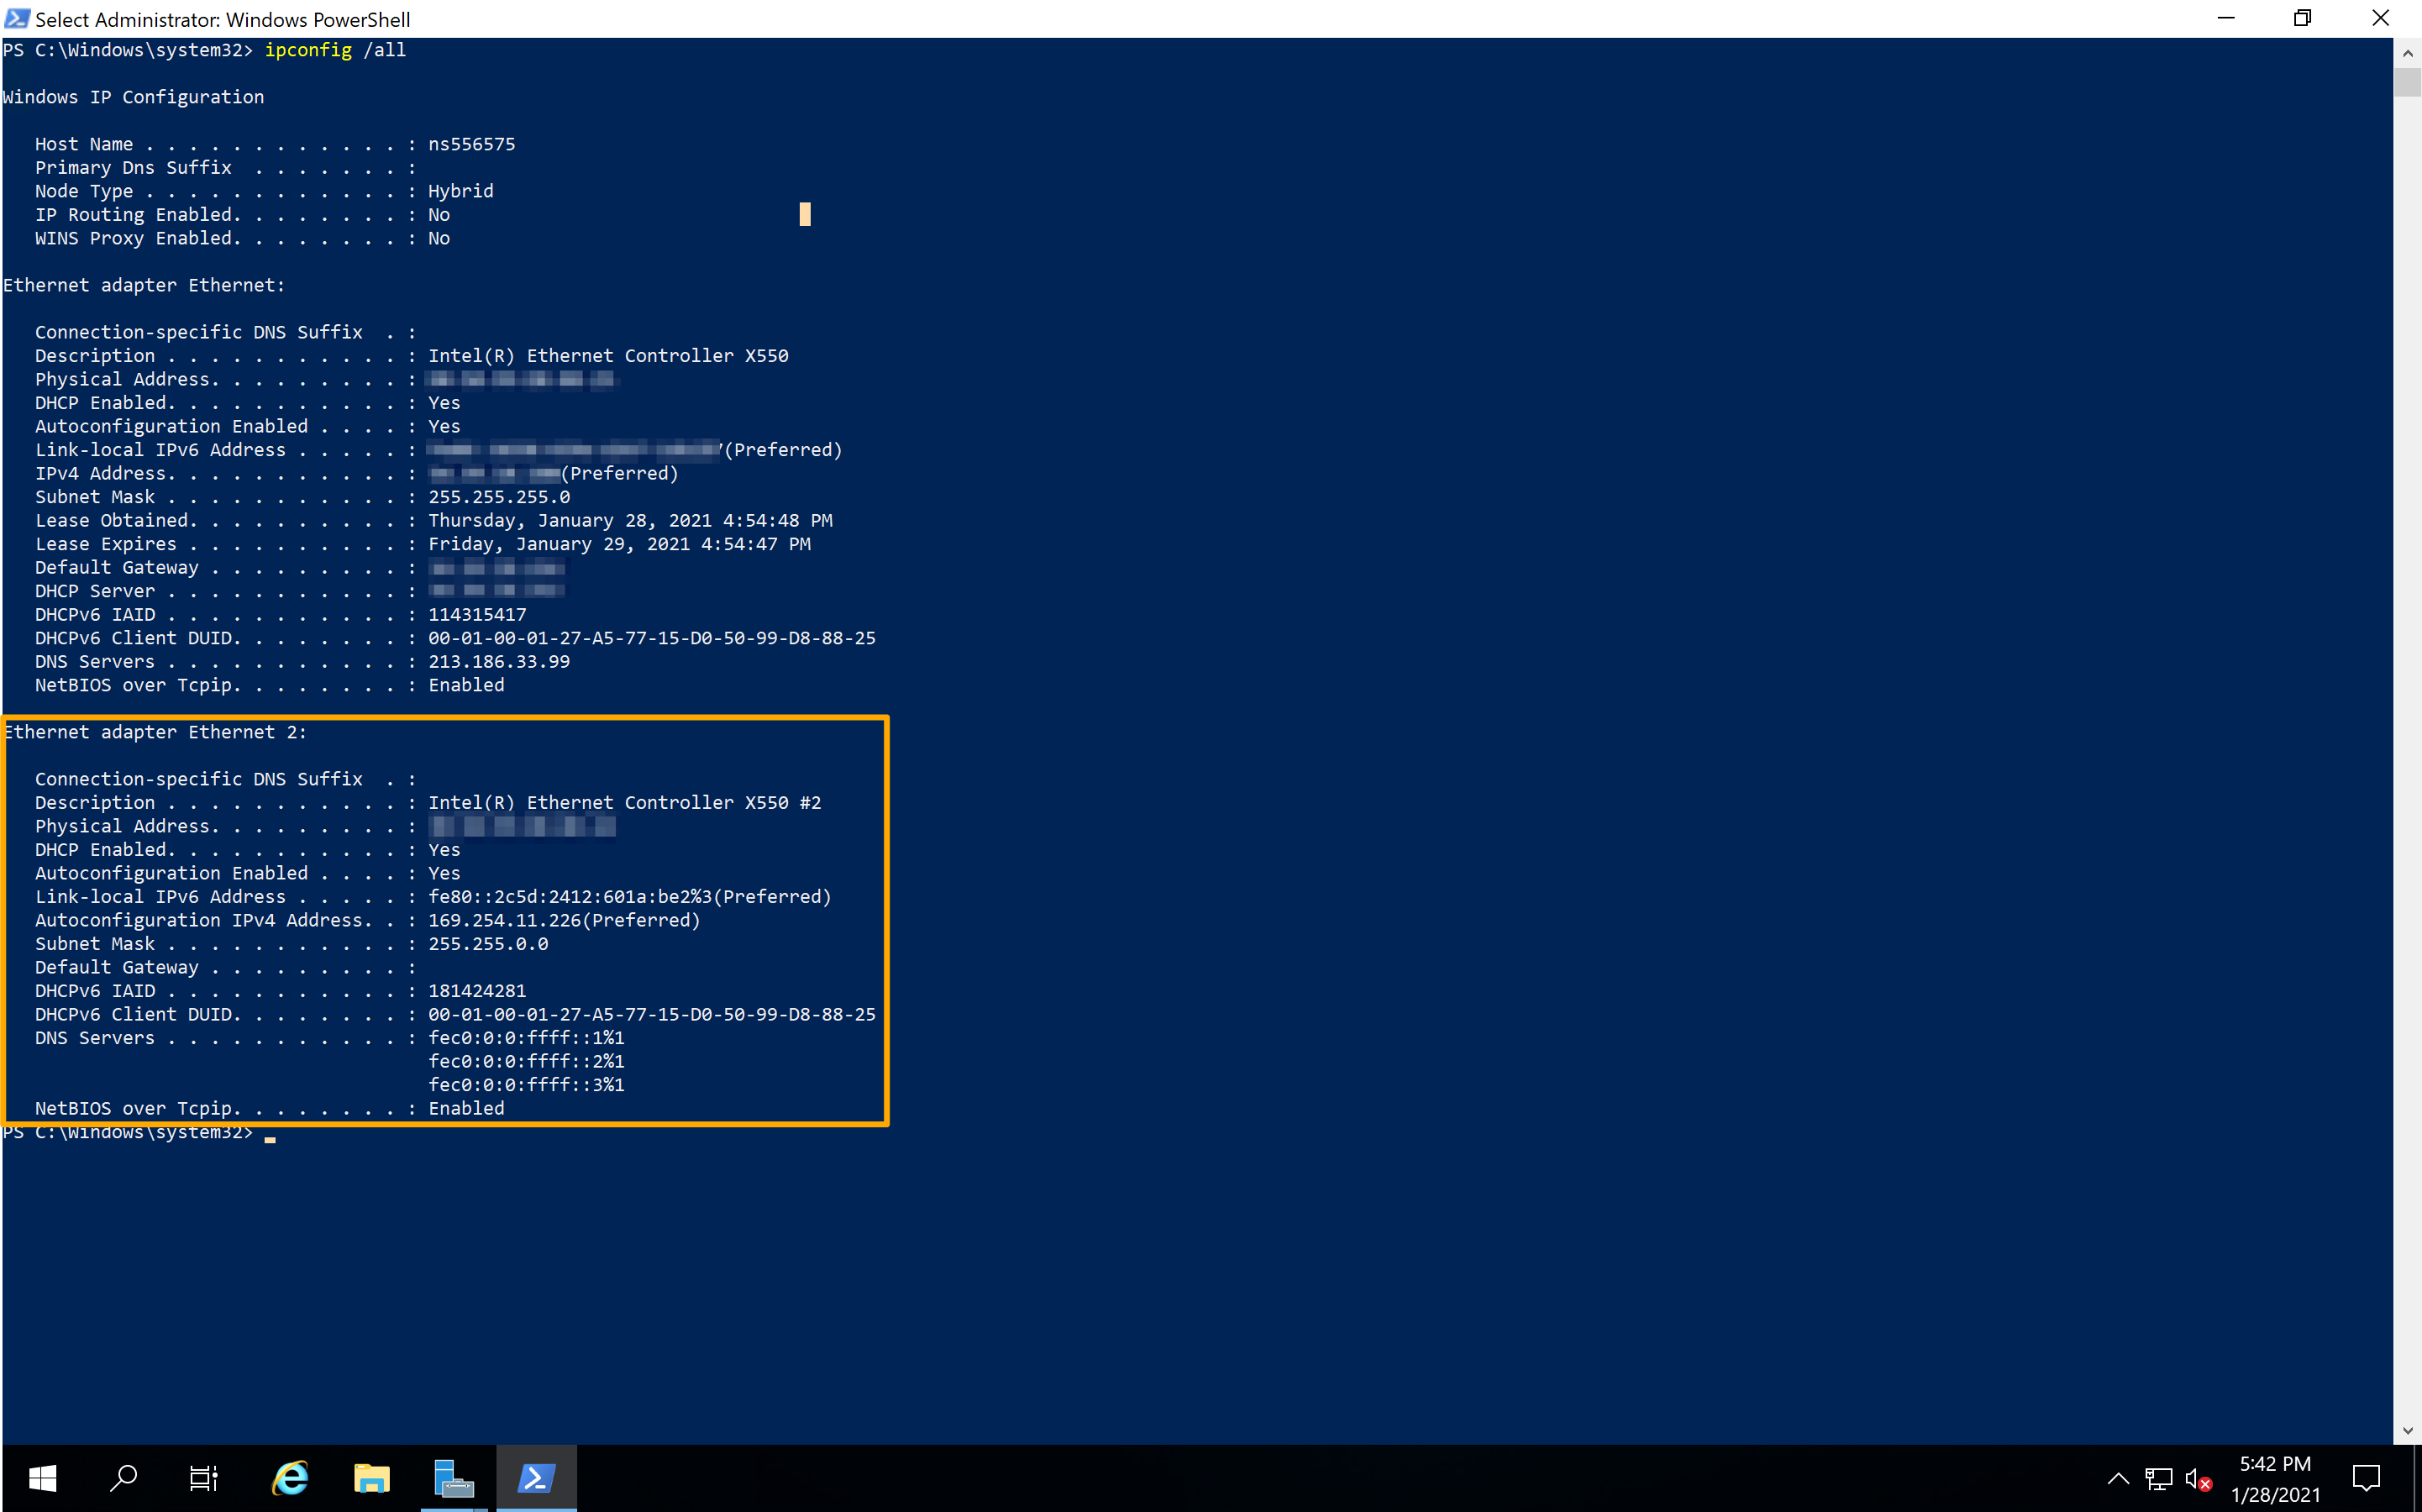 Select Administrator: Windows PowerShell
PS C:\Windows\system32> ipconfig /all
Windows IP Configuration
Host Name . . . . . . . . . . . . : ns556575
Primary Dns Suffix  . . . . . . . :
Node Type . . . . . . . . . . . . : Hybrid
IP Routing Enabled. . . . . . . . : No
WINS Proxy Enabled. . . . . . . . : No
Ethernet adapter Ethernet:
Connection-specific DNS Suffix  . :
Description . . . . . . . . . . . : Intel(R) Ethernet Controller X550
Physical Address. . . . . . . . . :
DHCP Enabled. . . . . . . . . . . : Yes
Autoconfiguration Enabled . . . . : Yes
Link-local IPv6 Address . . . . . : (Preferred)
IPv4 Address. . . . . . . . . . . : (Preferred)
Subnet Mask . . . . . . . . . . . : 255.255.255.0
Lease Obtained. . . . . . . . . . : Thursday, January 28, 2021 4:54:48 PM
Lease Expires . . . . . . . . . . : Friday, January 29, 2021 4:54:47 PM
Default Gateway . . . . . . . . . :
DHCP Server . . . . . . . . . . . :
DHCPv6 IAID . . . . . . . . . . . : 114315417
DHCPv6 Client DUID. . . . . . . . : 00-01-00-01-27-A5-77-15-D0-50-99-D8-88-25
DNS Servers . . . . . . . . . . . : 213.186.33.99
NetBIOS over Tcpip. . . . . . . . : Enabled
Ethernet adapter Ethernet 2:
Connection-specific DNS Suffix  . :
Description . . . . . . . . . . . : Intel(R) Ethernet Controller X550 #2
Physical Address. . . . . . . . . :
DHCP Enabled. . . . . . . . . . . : Yes
Autoconfiguration Enabled . . . . : Yes
Link-local IPv6 Address . . . . . : fe80::2c5d:2412:601a:be2%3(Preferred)
Autoconfiguration IPv4 Address. . : 169.254.11.226(Preferred)
Subnet Mask . . . . . . . . . . . : 255.255.0.0
Default Gateway . . . . . . . . . :
DHCPv6 IAID . . . . . . . . . . . : 181424281
DHCPv6 Client DUID. . . . . . . . : 00-01-00-01-27-A5-77-15-D0-50-99-D8-88-25
DNS Servers . . . . . . . . . . . : fec0:0:0:ffff::1%1
fec0:0:0:ffff::2%1
fec0:0:0:ffff::3%1
NetBIOS over Tcpip. . . . . . . . : Enabled
PS C:\Windows\system32>
5:42 PM
1/28/2021